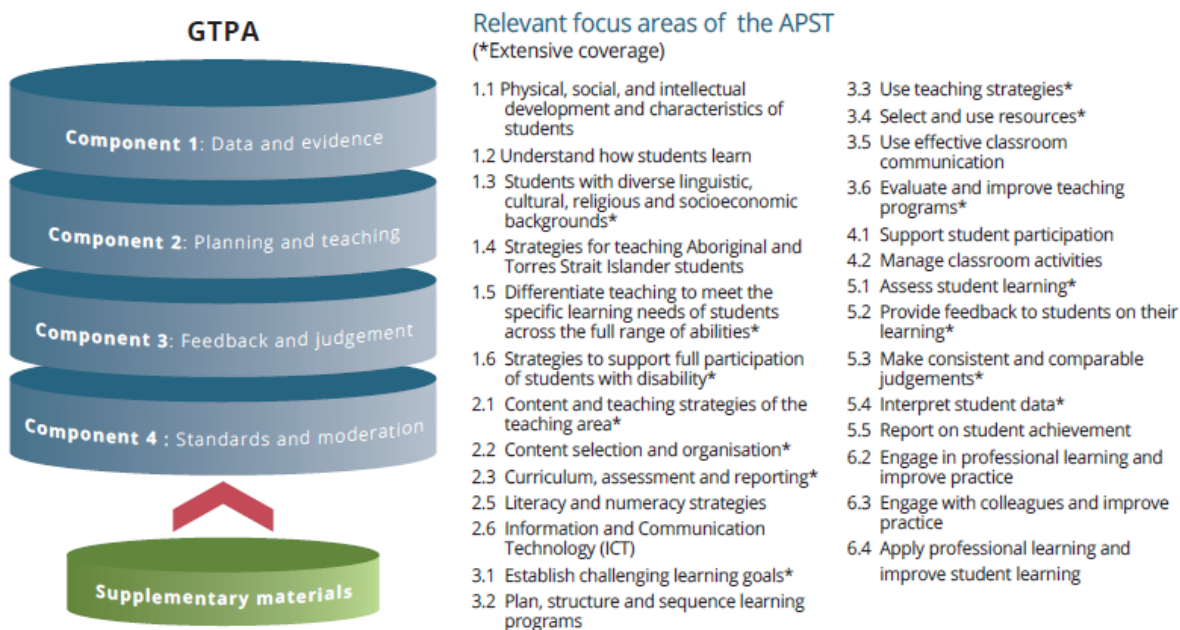 GTPA
Component 1: Data and evidence
Component 2: Planning and teaching
Component 3: Feedback and judgement
Component 4 : Standards and moderation
Supplementary materials
Relevant focus areas of the APST
(*Extensive coverage)
1.1 Physical, social, and intellectual
development and characteristics of
students
1.2 Understand how students learn
1.3 Students with diverse linguistic,
cultural, religious and socioeconomic
backgrounds*
1.4 Strategies for teaching Aboriginal and
Torres Strait Islander students
1.5 Differentiate teaching to meet the
specific learning needs of students
across the full range of abilities*
1.6 Strategies to support full participation
of students with disability*
2.1 Content and teaching strategies of the
teaching area*
2.2 Content selection and organisation*
2.3 Curriculum, assessment and reporting*
2.5 Literacy and numeracy strategies
2.6 Information and Communication
Technology (ICT)
3.1 Establish challenging learning goals*
3.2 Plan, structure and sequence learning
programs
3.3 Use teaching strategies*
3.4 Select and use resources*
3.5 Use effective classroom
communication
3.6 Evaluate and improve teaching
programs*
4.1 Support student participation
4.2 Manage classroom activities
5.1 Assess student learning*
5.2 Provide feedback to students on their
learning*
5.3 Make consistent and comparable
judgements*
5.4 Interpret student data*
5.5 Report on student achievement
6.2 Engage in professional learning and
improve practice
6.3 Engage with colleagues and improve
practice
6.4 Apply professional learning and
improve student learning